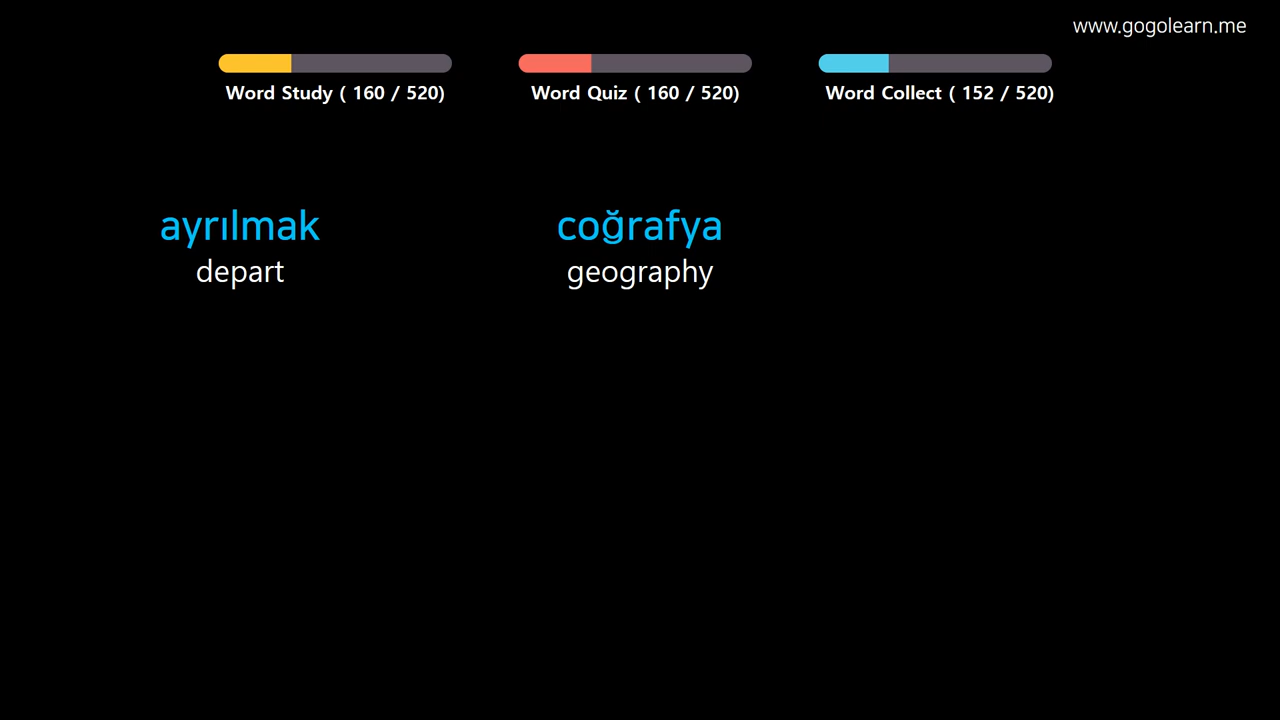 www.gogolearn.me
Word Study ( 160 / 520)
Word Quiz ( 160 / 520)
Word Collect ( 152 / 520)
ayrılmak
depart
coğrafya
geography